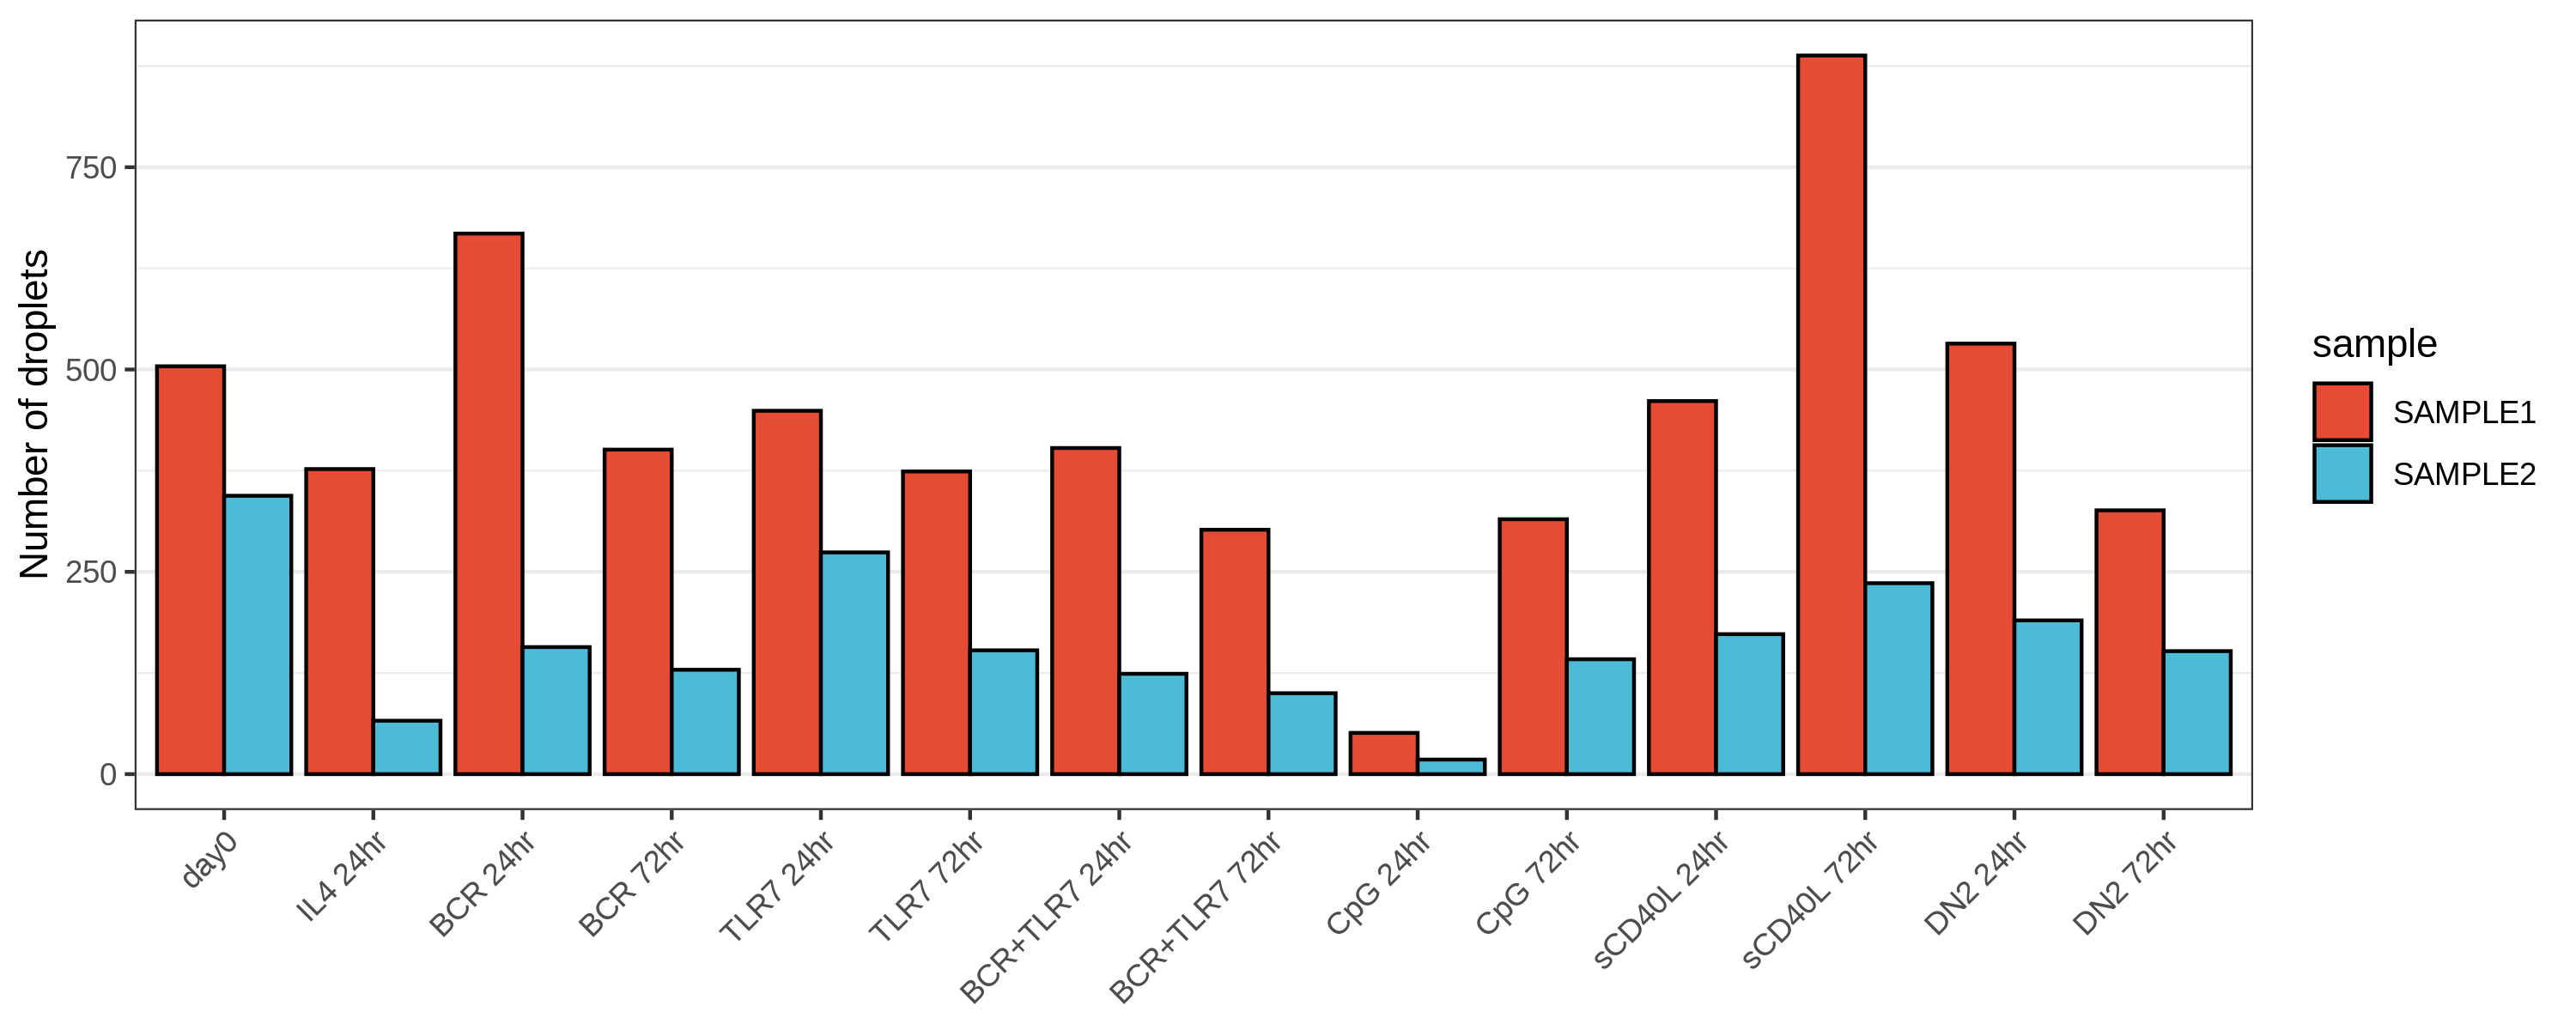 Number of droplets
750
500
250
0
day0
IL4 24hr
BCR 24hr
BCR 72hr
TLR7 24hr
TLR7 72hr
BCR+TLR7 24hr
BCR+TLR7 72hr
CpG 24hr
CpG 72hr
sCD40L 24hr
sCD40L 72hr
DN2 24hr
DN2 72hr
sample
SAMPLE1
SAMPLE2